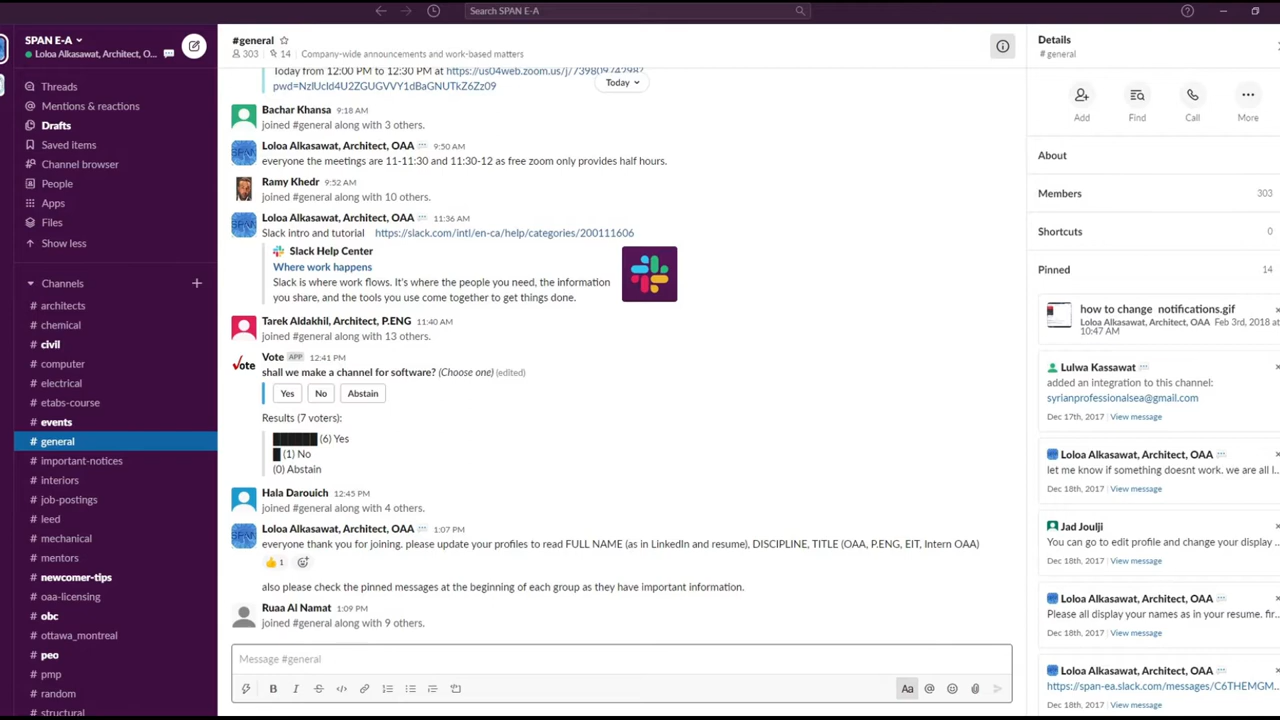 Search SPAN E-A
SPAN E-A
Loloa Alkasawat, Architect, O...
Threads
Mentions & reactions
Drafts
Saved items
Channel browser
People
Apps
Files
Show less
Channels
# architects
# chemical
# civil
# computer
# electrical
# etabs-course
# events
# general
# important-notices
# interiors
# job-postings
# leed
# mechanical
# mentors
# newcomer-tips
# oaa-licensing
# obc
# ottawa_montreal
# peo
# pmp
# random
# structural
#general
303 14 Company-wide announcements and work-based matters
Today from 12:00 PM to 12:30 PM at
Today
Bachar Khansa 9:18 AM
joined #general along with 3 others.
Loloa Alkasawat, Architect, OAA 9:50 AM
everyone the meetings are 11-11:30 and 11:30-12 as free zoom only provides half hours.
Ramy Khedr 9:52 AM
joined #general along with 10 others.
Loloa Alkasawat, Architect, OAA 11:36 AM
Slack intro and tutorial https://slack.com/intl/en-ca/help/categories/200111606
Slack Help Center
Where work happens
Slack is where work flows. It's where the people you need, the information
you share, and the tools you use come together to get things done.
Tarek Aldakhil, Architect, P.ENG 11:40 AM
joined #general along with 13 others.
Vote APP 12:41 PM
Vote
shall we make a channel for software? (Choose one) (edited)
Yes No Abstain
Results (7 voters):
(6) Yes
(1) No
(0) Abstain
Hala Darouich 12:45 PM
joined #general along with 4 others.
Loloa Alkasawat, Architect, OAA 1:07 PM
everyone thank you for joining. please update your profiles to read FULL NAME (as in LinkedIn and resume), DISCIPLINE, TITLE (OAA, P.ENG, EIT, Intern OAA)
1
also please check the pinned messages at the beginning of each group as they have important information.
Ruaa Al Namat 1:09 PM
joined #general along with 9 others.
Message #general
B I S Aa @
Details
# general
Add Find Call More
About
Members 303
Shortcuts 0
Pinned 14
how to change notifications.gif
Loloa Alkasawat, Architect, OAA Feb 3rd, 2018 at
10:47 AM
Lulwa Kassawat
added an integration to this channel:
syrianprofessionalsea@gmail.com
Dec 17th, 2017 | View message
Loloa Alkasawat, Architect, OAA
let me know if something doesnt work. we are all l...
Dec 18th, 2017 | View message
Jad Joulji
You can go to edit profile and change your display ...
Dec 18th, 2017 | View message
Loloa Alkasawat, Architect, OAA
Please all display your names as in your resume. fir...
Dec 18th, 2017 | View message
Loloa Alkasawat, Architect, OAA
https://span-ea.slack.com/messages/C6THEMGM...
Dec 18th, 2017 | View message